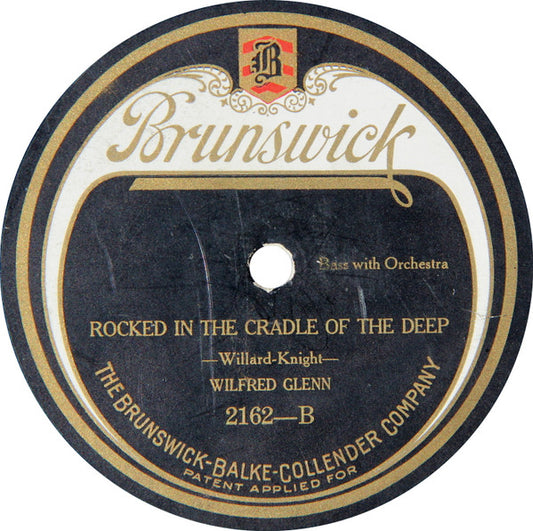 B
Brunswick
Bass with Orchestra
ROCKED IN THE CRADLE OF THE DEEP
—Willard-Knight—
WILFRED GLENN
2162—B
THE BRUNSWICK-BALKE-COLLENDER COMPANY
PATENT APPLIED FOR